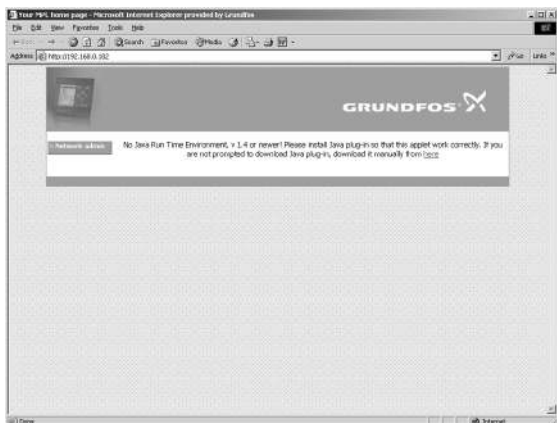 Your MPC home page - Microsoft Internet Explorer provided by Grundfos
File Edit View Favorites Tools Help
Search Favorites Media
Address http://192.168.0.102 Go Links »
GRUNDFOS
> Network admin
No Java Run Time Environment, v 1.4 or newer! Please install Java plug-in so that this applet work correctly. If you
are not prompted to download Java plug-in, download it manually from here
Done Internet